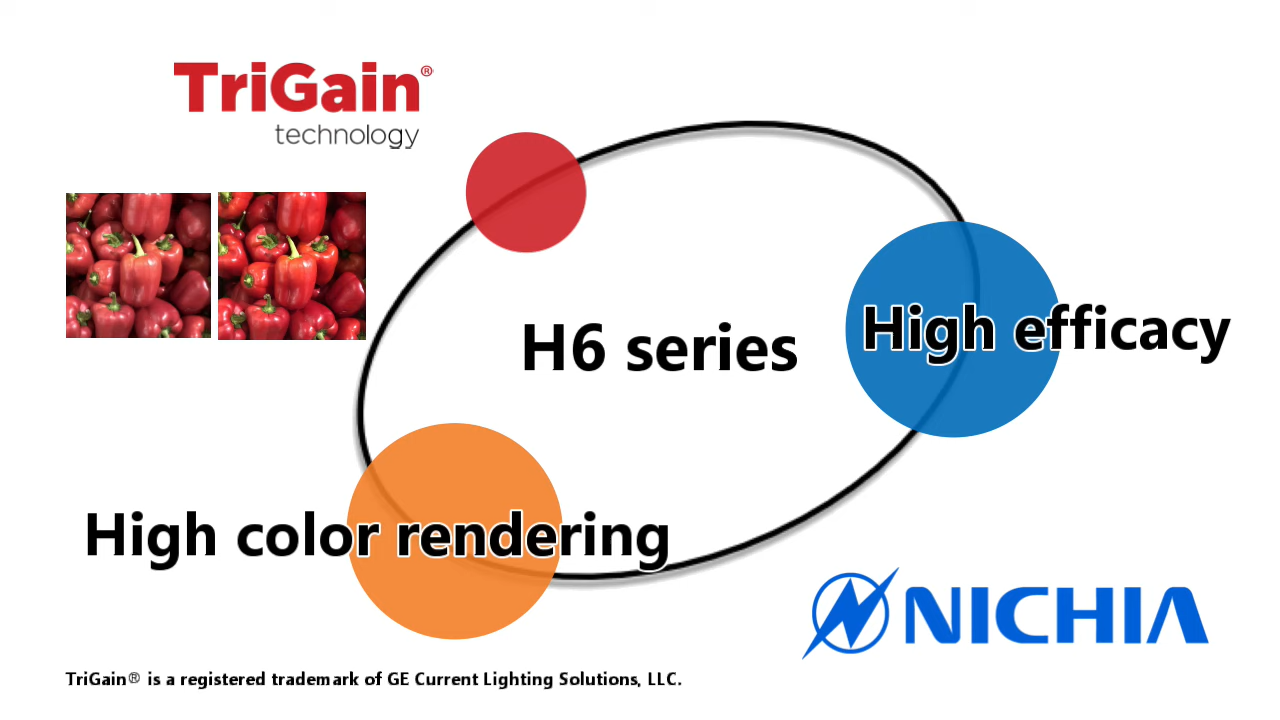 TriGain®
technology
H6 series
High efficacy
High color rendering
NICHIA
TriGain® is a registered trademark of GE Current Lighting Solutions, LLC.